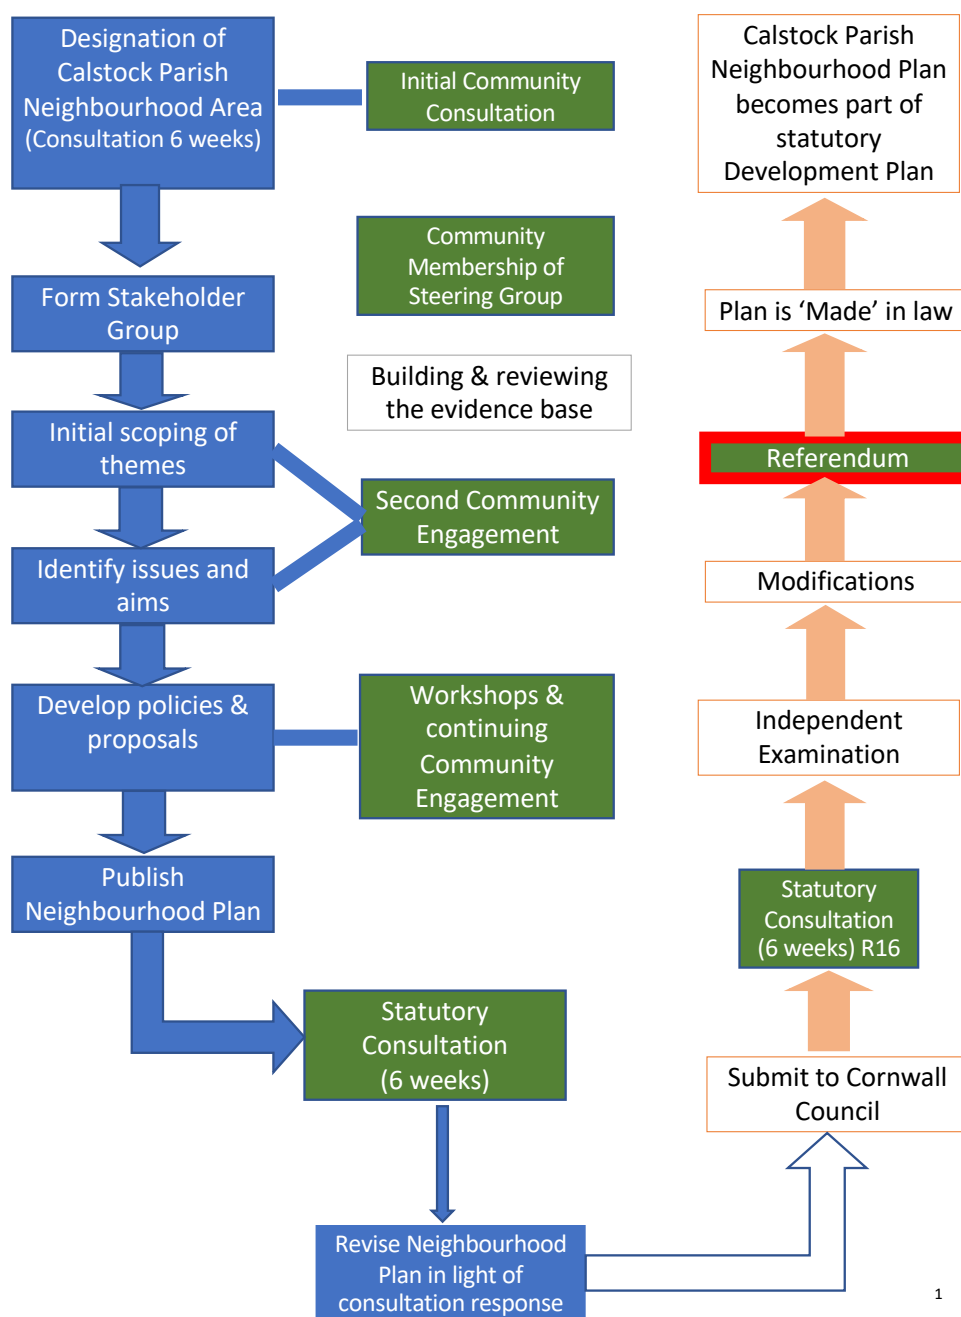 Designation of
Calstock Parish
Neighbourhood Area
(Consultation 6 weeks)
Initial Community
Consultation
Community
Membership of
Steering Group
Form Stakeholder
Group
Building & reviewing
the evidence base
Initial scoping of
themes
Second Community
Engagement
Identify issues and
aims
Develop policies &
proposals
Workshops &
continuing
Community
Engagement
Publish
Neighbourhood Plan
Statutory
Consultation
(6 weeks)
Revise Neighbourhood
Plan in light of
consultation response
Submit to Cornwall
Council
Statutory
Consultation
(6 weeks) R16
Independent
Examination
Modifications
Referendum
Plan is ‘Made’ in law
Calstock Parish
Neighbourhood Plan
becomes part of
statutory
Development Plan
1